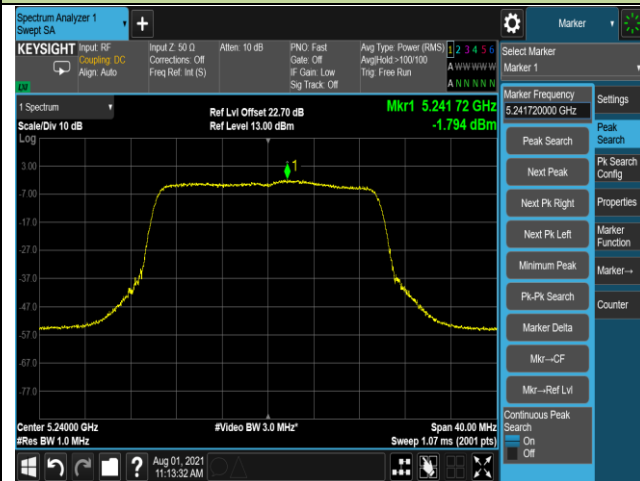 Spectrum Analyzer 1
Swept SA
Marker
KEYSIGHT
Input: RF
Coupling: DC
Align: Auto
Input Z: 50 Ω
Corrections: Off
Freq Ref: Int (S)
Atten: 10 dB
PNO: Fast
Gate: Off
IF Gain: Low
Sig Track: Off
Avg Type: Power (RMS)
Avg|Hold:>100/100
Trig: Free Run
1 2 3 4 5 6
A W W W W W
A N N N N N
Select Marker
Marker 1
1 Spectrum
Scale/Div 10 dB
Ref Lvl Offset 22.70 dB
Ref Level 13.00 dBm
Mkr1 5.241 72 GHz
-1.794 dBm
Log
3.00
-7.00
-17.0
-27.0
-37.0
-47.0
-57.0
-67.0
-77.0
1
Center 5.24000 GHz
#Res BW 1.0 MHz
#Video BW 3.0 MHz*
Span 40.00 MHz
Sweep 1.07 ms (2001 pts)
Marker Frequency
5.241720000 GHz
Peak Search
Next Peak
Next Pk Right
Next Pk Left
Minimum Peak
Pk-Pk Search
Marker Delta
Mkr→CF
Mkr→Ref Lvl
Continuous Peak
Search
On
Off
Settings
Peak
Search
Pk Search
Config
Properties
Marker
Function
Marker→
Counter
Aug 01, 2021
11:13:32 AM